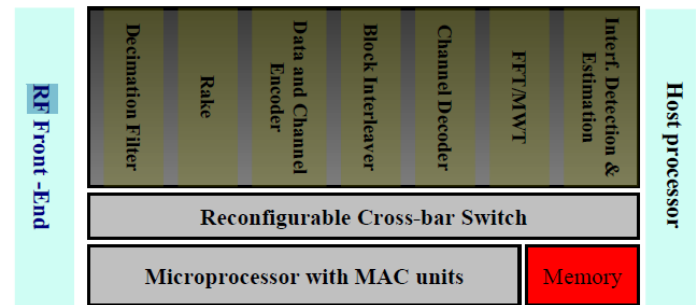 RF Front -End
Decimation Filter
Rake
Data and Channel
Encoder
Block Interleaver
Channel Decoder
FFT/MWT
Interf. Detection &
Estimation
Host processor
Reconfigurable Cross-bar Switch
Microprocessor with MAC units
Memory